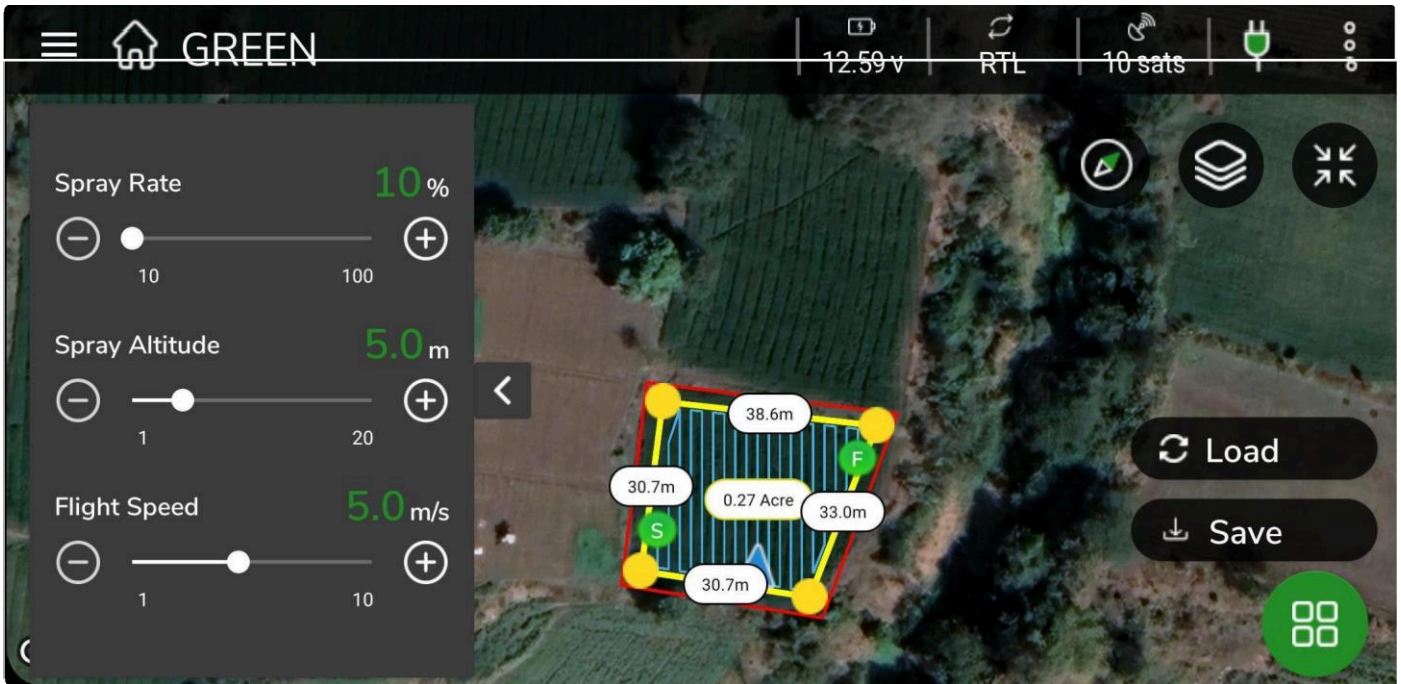 GREEN
12.59 v
RTL
10 sats
Spray Rate
10 %
10
100
Spray Altitude
5.0 m
1
20
Flight Speed
5.0 m/s
1
10
38.6m
F
30.7m
0.27 Acre
33.0m
S
30.7m
Load
Save